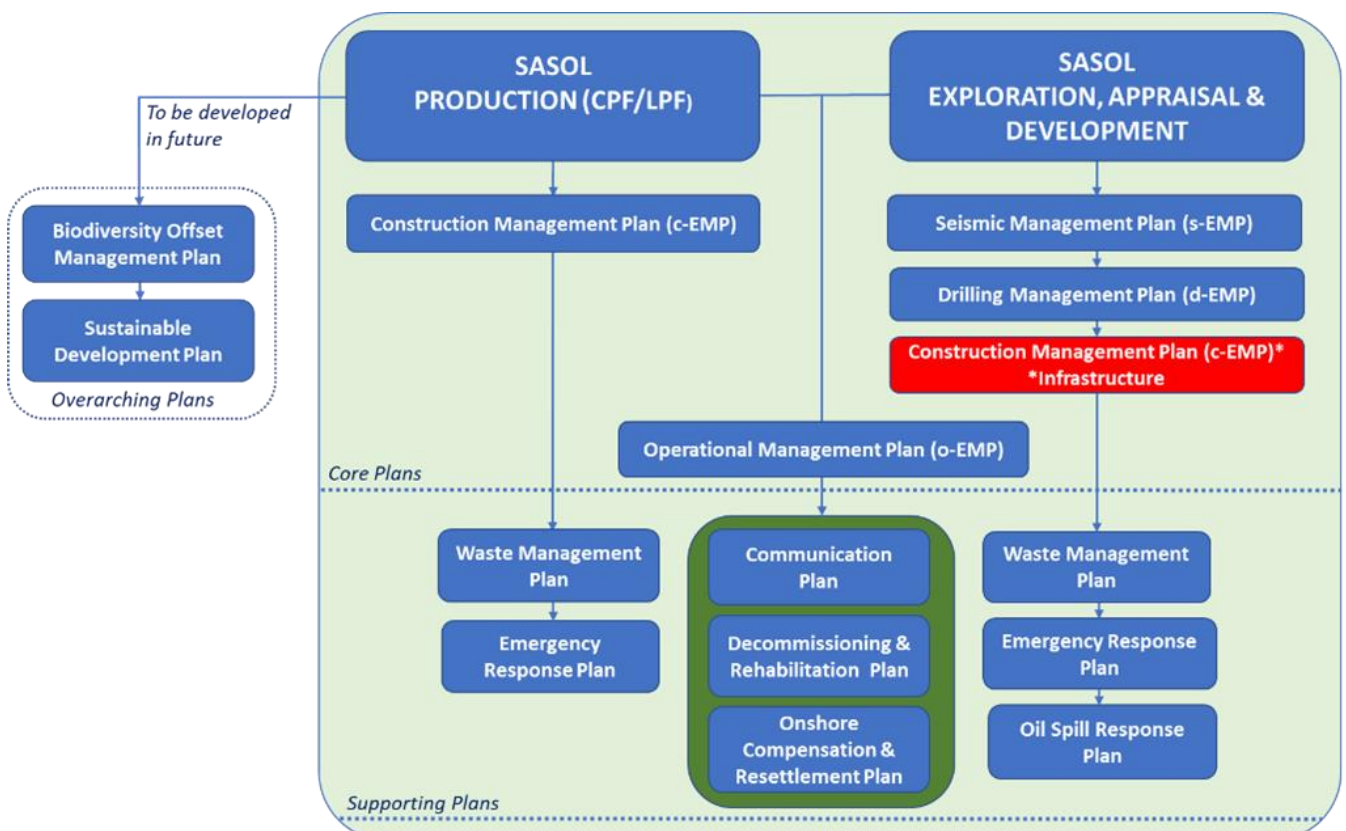 SASOL
PRODUCTION (CPF/LPF)
SASOL
EXPLORATION, APPRAISAL &
DEVELOPMENT
To be developed
in future
Biodiversity Offset
Management Plan
Sustainable
Development Plan
Overarching Plans
Construction Management Plan (c-EMP)
Seismic Management Plan (s-EMP)
Drilling Management Plan (d-EMP)
Construction Management Plan (c-EMP)*
*Infrastructure
Operational Management Plan (o-EMP)
Core Plans
Waste Management
Plan
Emergency
Response Plan
Communication
Plan
Decommissioning &
Rehabilitation Plan
Onshore
Compensation &
Resettlement Plan
Waste Management
Plan
Emergency Response
Plan
Oil Spill Response
Plan
Supporting Plans